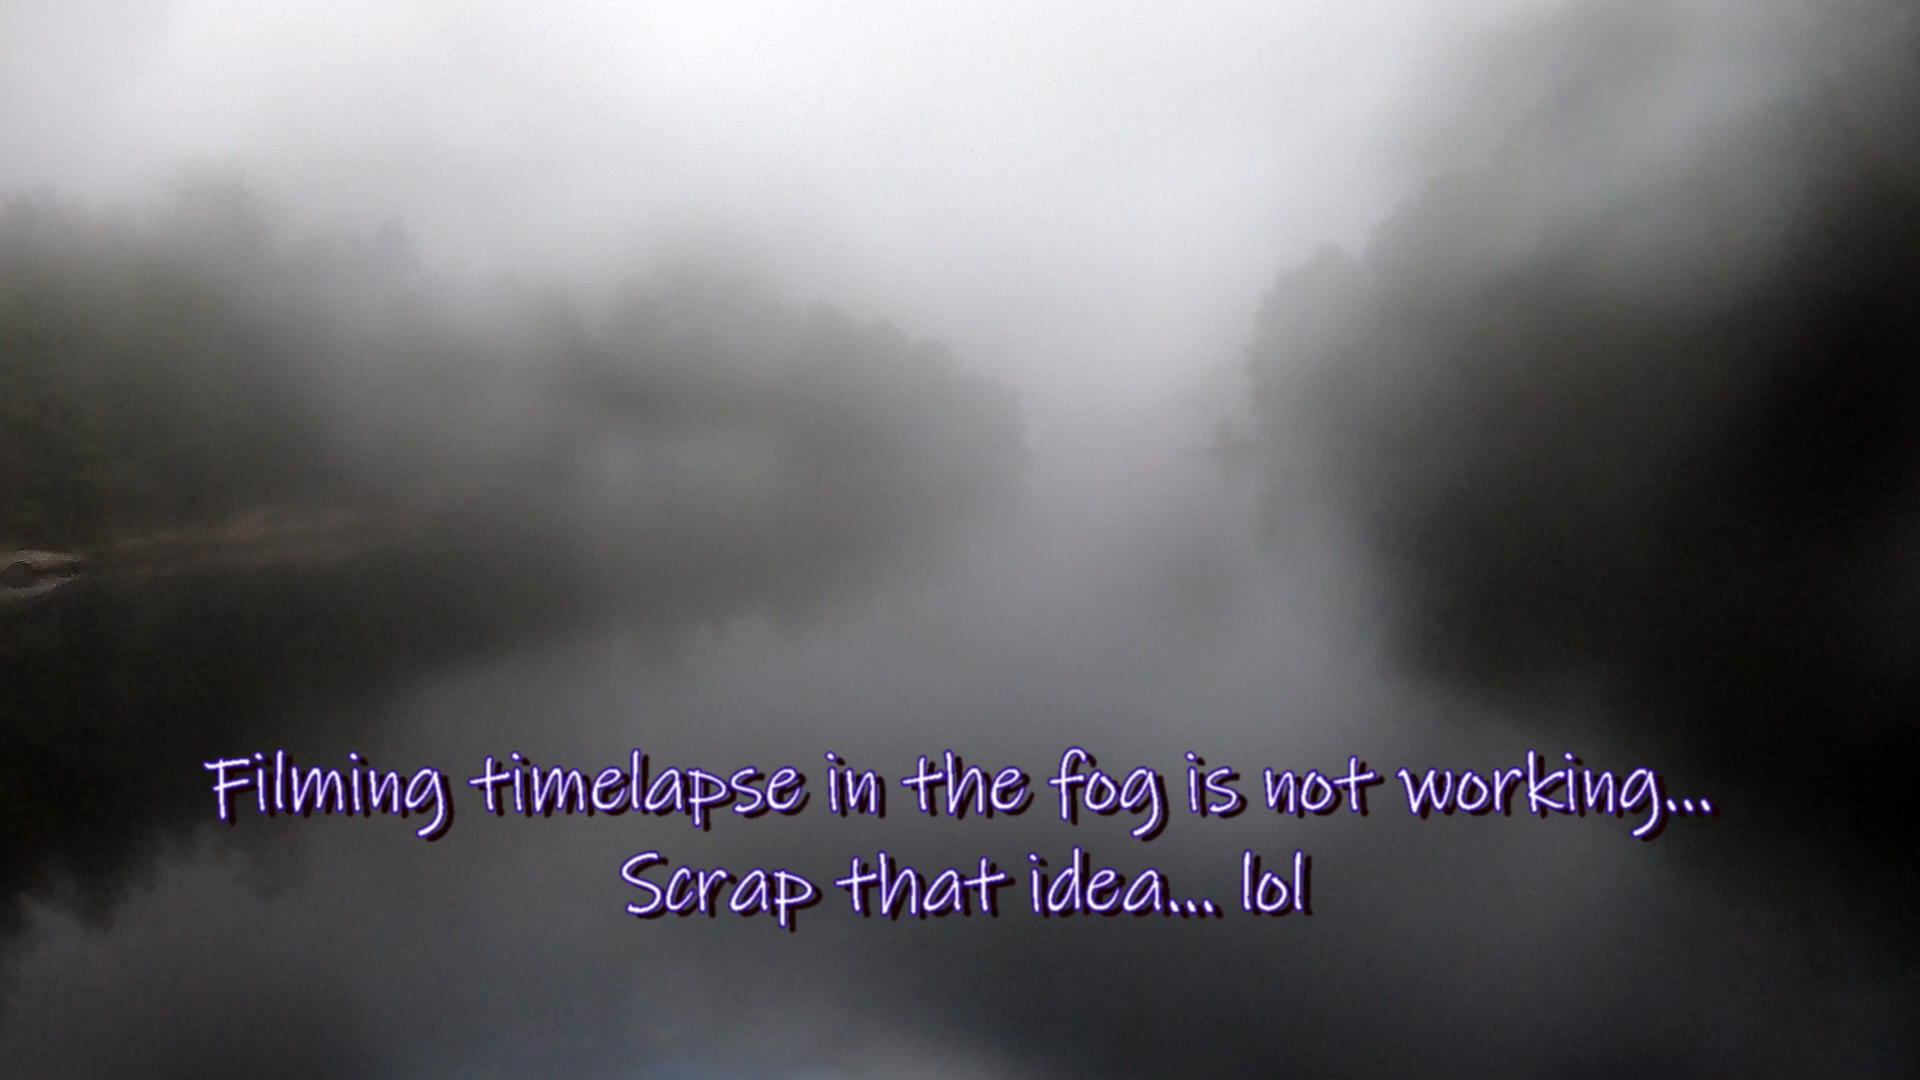 Filming timelapse in the fog is not working...
Scrap that idea... lol